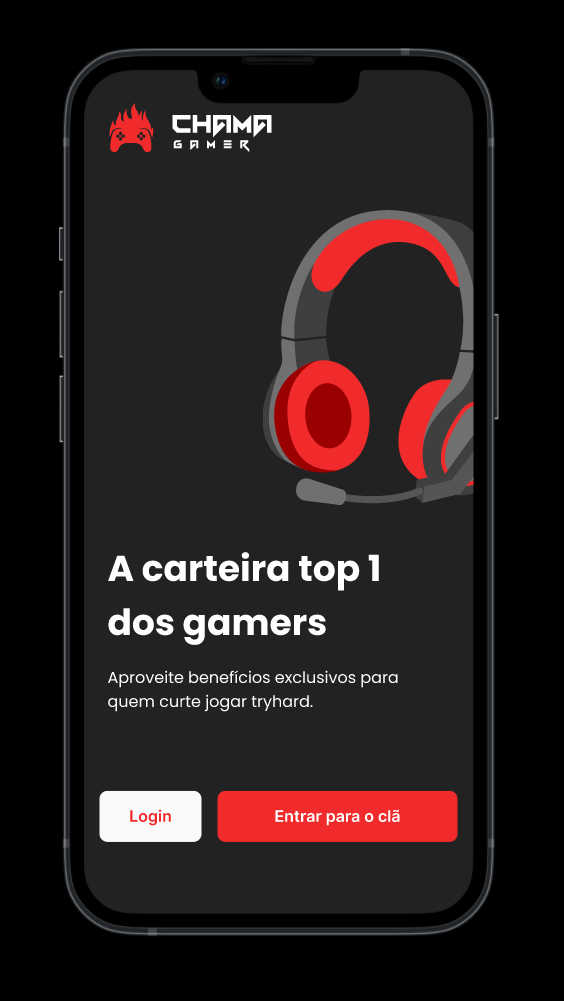 CHAMA
GAMER
A carteira top 1
dos gamers
Aproveite benefícios exclusivos para
quem curte jogar tryhard.
Login
Entrar para o clã